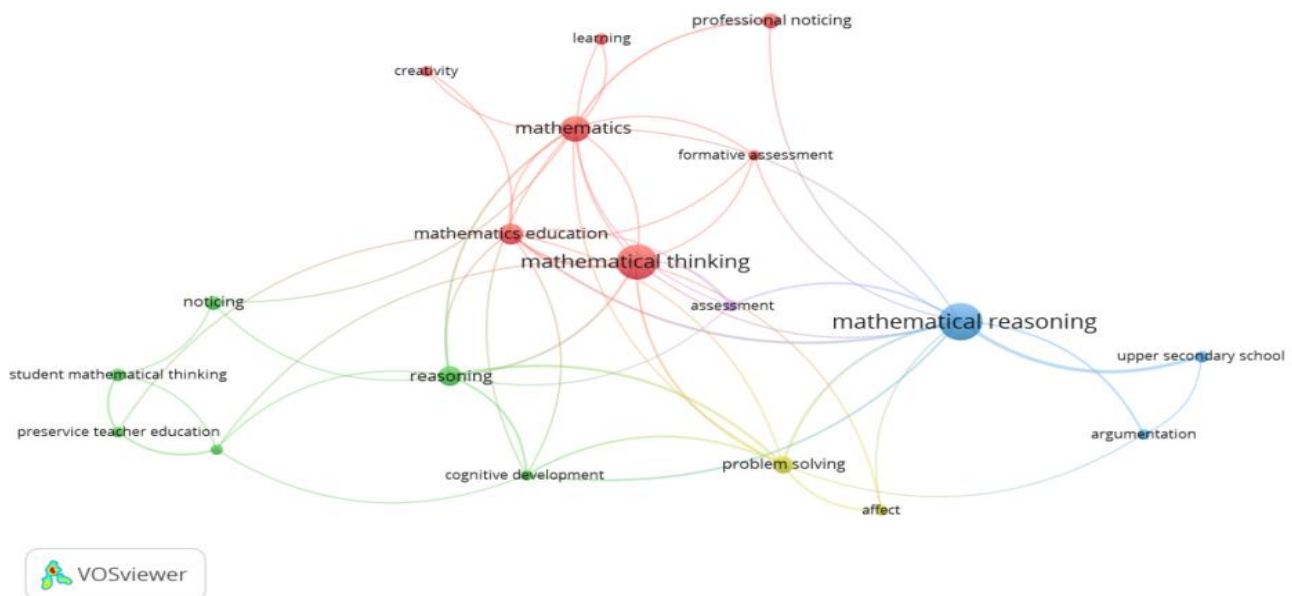 professional noticing
learning
creativity
mathematics
formative assessment
mathematics education
mathematical thinking
noticing
assessment
mathematical reasoning
upper secondary school
student mathematical thinking
reasoning
preservice teacher education
argumentation
problem solving
cognitive development
affect
VOSviewer